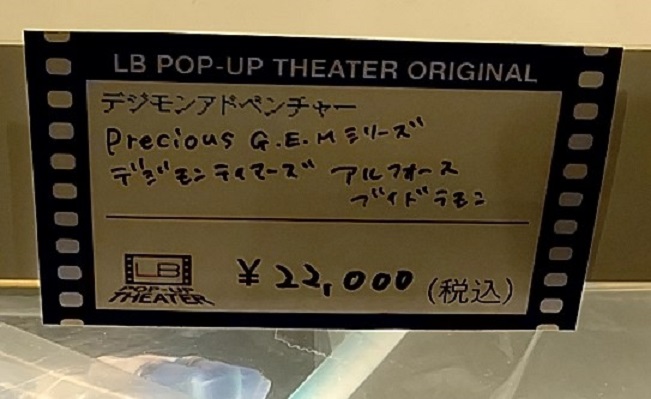 LB POP-UP THEATER ORIGINAL
デジモンアドベンチャー
Precious G.E.Mシリーズ
デジモンテイマーズ アルフォース
ブイドラモン
LB
POP-UP
THEATER
¥22,000(税込)